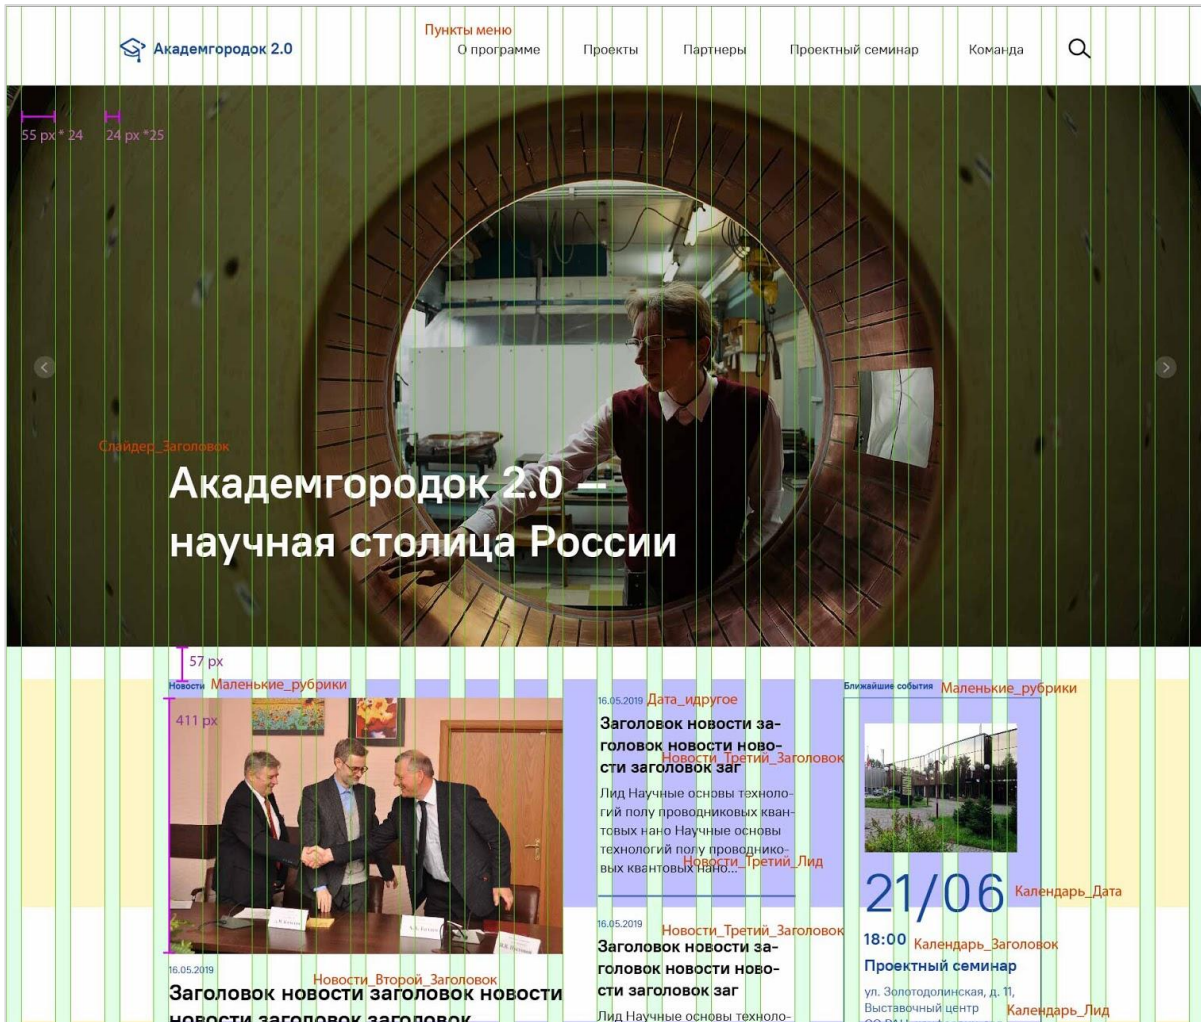 Пункты меню
Академгородок 2.0
О программе
Проекты
Партнеры
Проектный семинар
Команда
55 px * 24
24 px *25
Слайдер_Заголовок
Академгородок 2.0 –
научная столица России
57 px
Новости
Маленькие_рубрики
411 px
16.05.2019
Новости_Второй_Заголовок
Заголовок новости заголовок новости
новости заголовок заголовок
16.05.2019
Дата_идругое
Заголовок новости за-
головок новости ново-
Новости_Третий_Заголовок
сти заголовок заг
Лид Научные основы техноло-
гий полу проводниковых кван-
товых нано Научные основы
технологий полу проводнико-
Новости_Третий_Лид
вых квантовых нано...
16.05.2019
Новости_Третий_Заголовок
Заголовок новости за-
головок новости ново-
сти заголовок заг
Лид Научные основы техноло-
Ближайшие события
Маленькие_рубрики
21/06
Календарь_Дата
18:00
Календарь_Заголовок
Проектный семинар
ул. Золотодолинская, д. 11,
Выставочный центр
Календарь_Лид